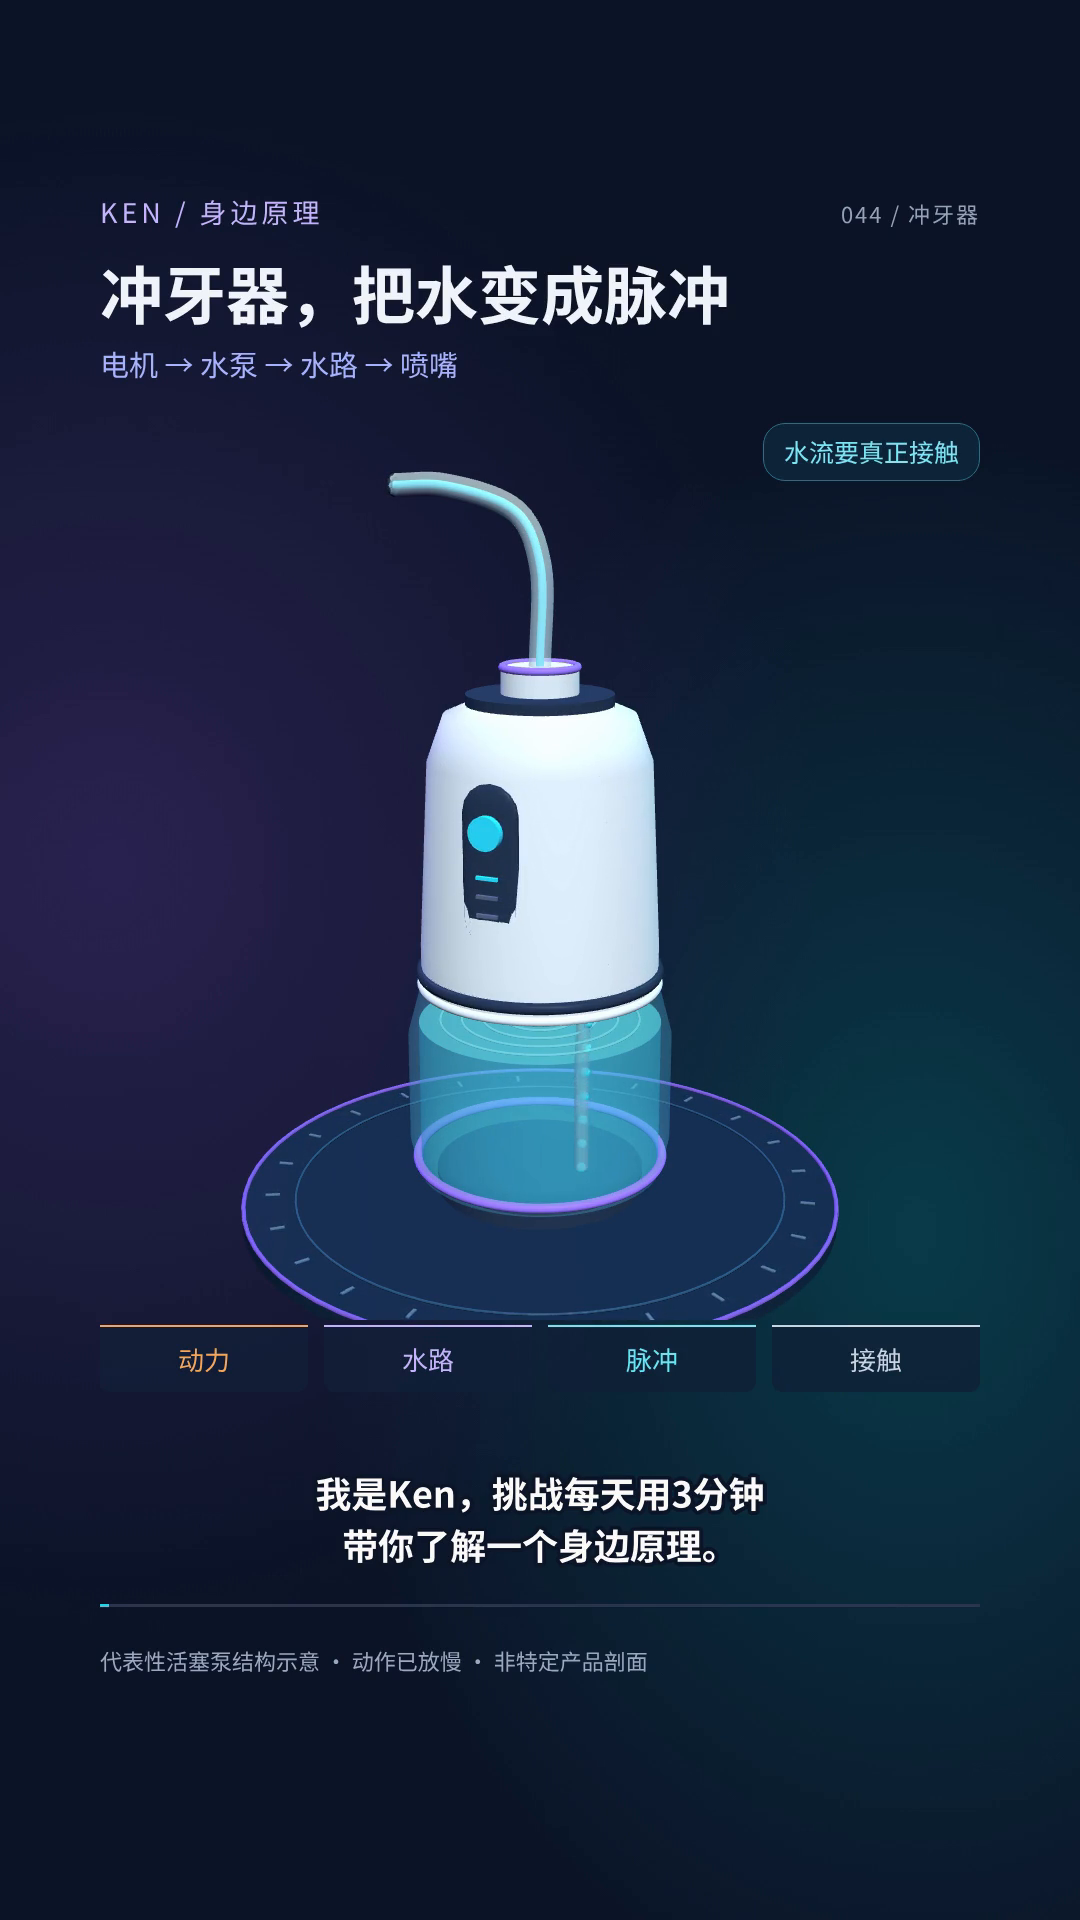 KEN / 身边原理
044 / 冲牙器
冲牙器，把水变成脉冲
电机 → 水泵 → 水路 → 喷嘴
水流要真正接触
动力
水路
脉冲
接触
我是Ken，挑战每天用3分钟
带你了解一个身边原理。
代表性活塞泵结构示意 · 动作已放慢 · 非特定产品剖面